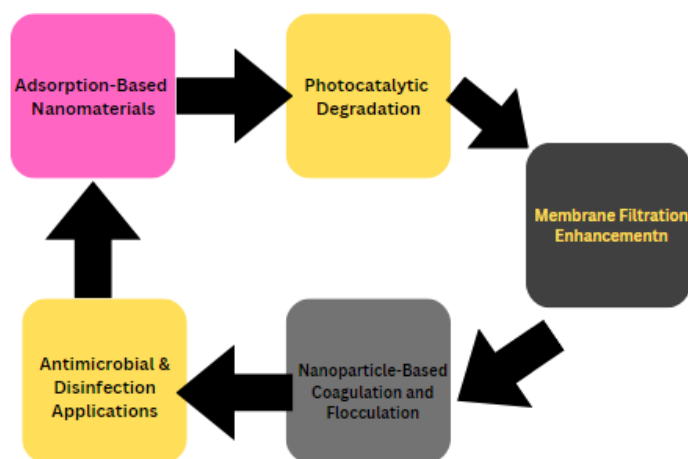 Adsorption-Based
Nanomaterials
Photocatalytic
Degradation
Membrane Filtration
Enhancementn
Nanoparticle-Based
Coagulation and
Flocculation
Antimicrobial &
Disinfection
Applications